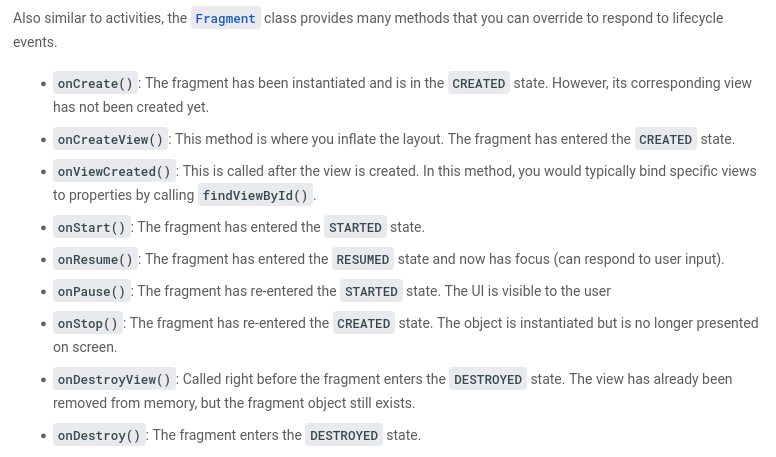 Also similar to activities, the Fragment class provides many methods that you can override to respond to lifecycle
events.
• onCreate(): The fragment has been instantiated and is in the CREATED state. However, its corresponding view
has not been created yet.
• onCreateView(): This method is where you inflate the layout. The fragment has entered the CREATED state.
• onViewCreated(): This is called after the view is created. In this method, you would typically bind specific views
to properties by calling findViewById().
• onStart(): The fragment has entered the STARTED state.
• onResume(): The fragment has entered the RESUMED state and now has focus (can respond to user input).
• onPause(): The fragment has re-entered the STARTED state. The UI is visible to the user
• onStop(): The fragment has re-entered the CREATED state. The object is instantiated but is no longer presented
on screen.
• onDestroyView(): Called right before the fragment enters the DESTROYED state. The view has already been
removed from memory, but the fragment object still exists.
• onDestroy(): The fragment enters the DESTROYED state.